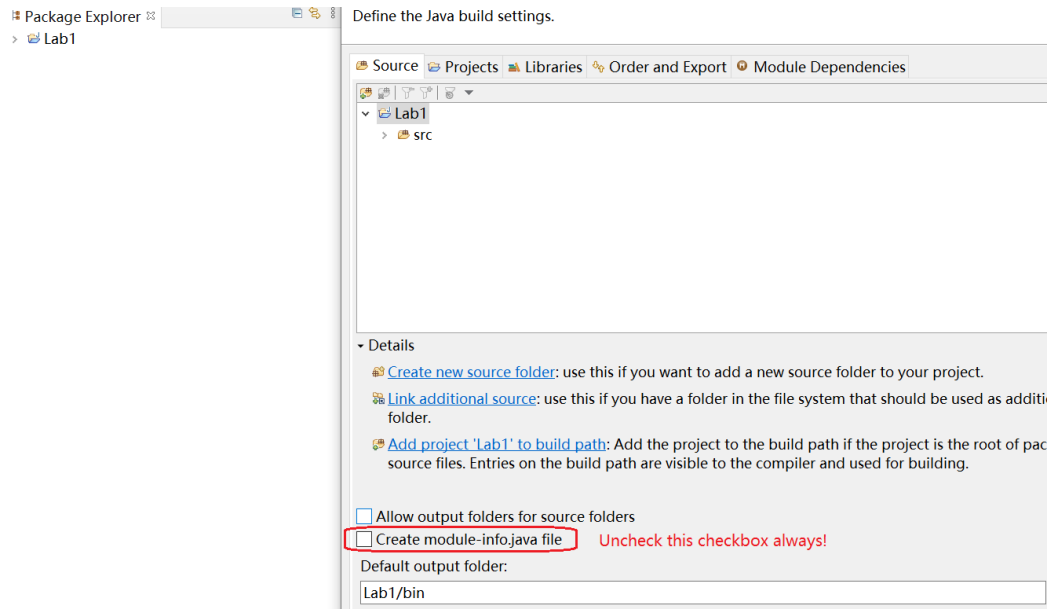 Package Explorer
Lab1
Define the Java build settings.
Source Projects Libraries Order and Export Module Dependencies
Lab1
src
Details
Create new source folder: use this if you want to add a new source folder to your project.
Link additional source: use this if you have a folder in the file system that should be used as additi
folder.
Add project 'Lab1' to build path: Add the project to the build path if the project is the root of pac
source files. Entries on the build path are visible to the compiler and used for building.
Allow output folders for source folders
Create module-info.java file Uncheck this checkbox always!
Default output folder:
Lab1/bin